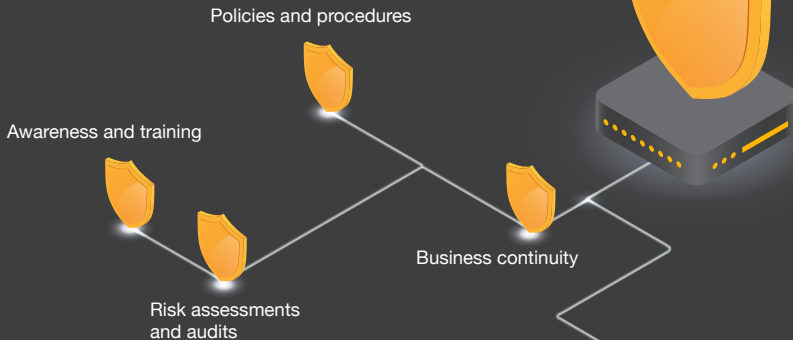 Policies and procedures
Awareness and training
Business continuity
Risk assessments
and audits